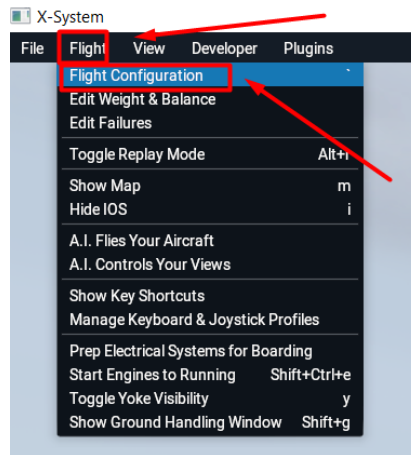 X-System
File Flight View Developer Plugins
Flight Configuration `
Edit Weight & Balance
Edit Failures
Toggle Replay Mode Alt+r
Show Map m
Hide IOS i
A.I. Flies Your Aircraft
A.I. Controls Your Views
Show Key Shortcuts
Manage Keyboard & Joystick Profiles
Prep Electrical Systems for Boarding
Start Engines to Running Shift+Ctrl+e
Toggle Yoke Visibility y
Show Ground Handling Window Shift+g